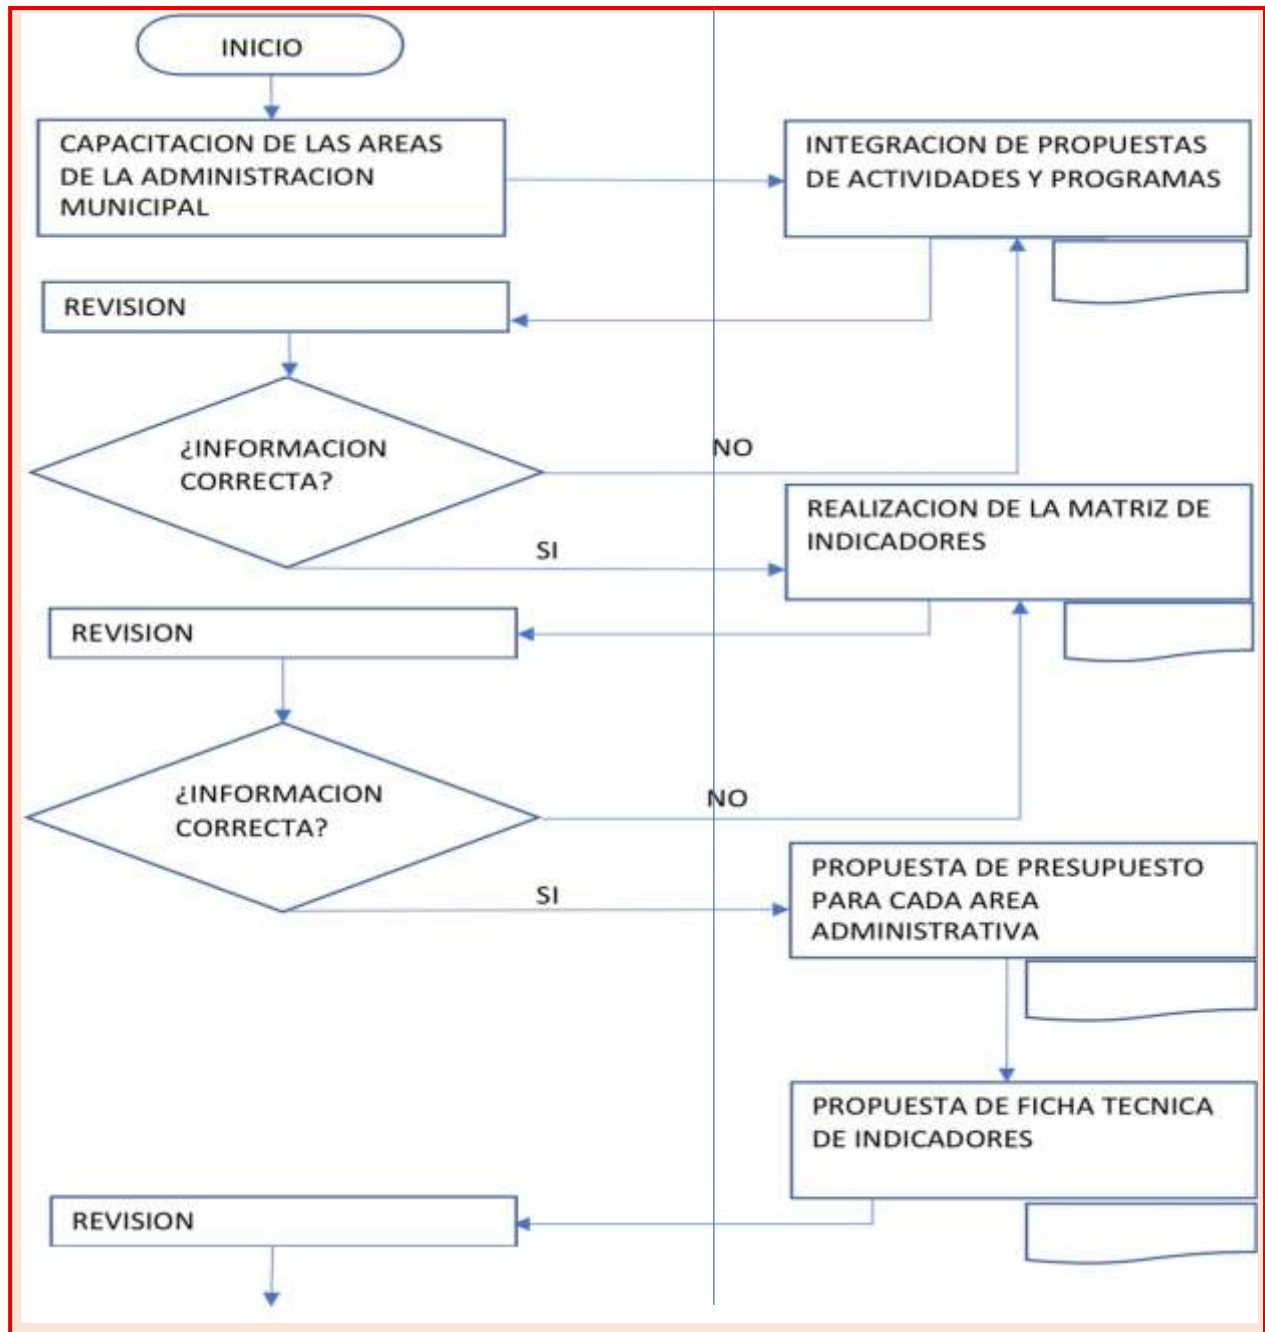 INICIO
CAPACITACION DE LAS AREAS
DE LA ADMINISTRACION
MUNICIPAL
INTEGRACION DE PROPUESTAS
DE ACTIVIDADES Y PROGRAMAS
REVISION
¿INFORMACION
CORRECTA?
NO
SI
REALIZACION DE LA MATRIZ DE
INDICADORES
REVISION
¿INFORMACION
CORRECTA?
NO
SI
PROPUESTA DE PRESUPUESTO
PARA CADA AREA
ADMINISTRATIVA
PROPUESTA DE FICHA TECNICA
DE INDICADORES
REVISION